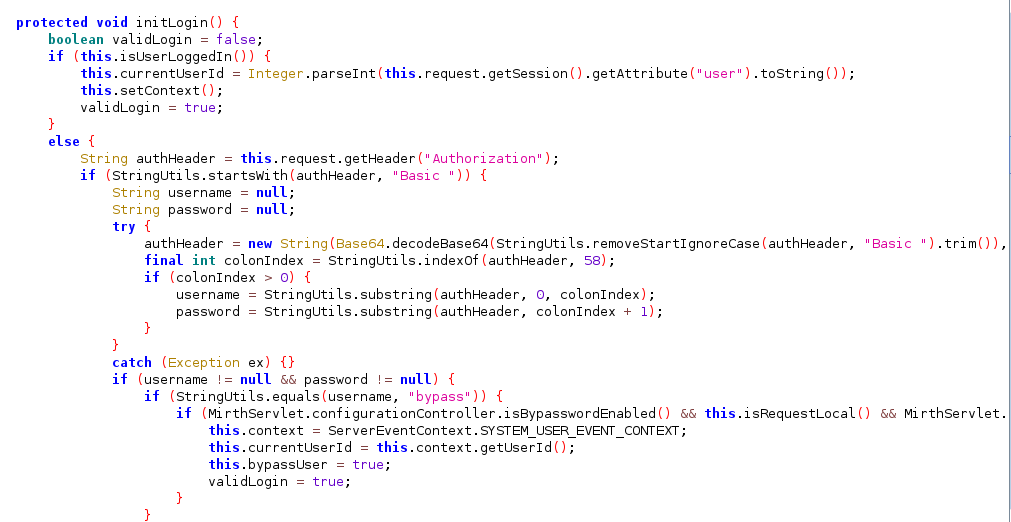 protected void initLogin() {
    boolean validLogin = false;
    if (this.isUserLoggedIn()) {
        this.currentUserId = Integer.parseInt(this.request.getSession().getAttribute("user").toString());
        this.setContext();
        validLogin = true;
    }
    else {
        String authHeader = this.request.getHeader("Authorization");
        if (StringUtils.startsWith(authHeader, "Basic ")) {
            String username = null;
            String password = null;
            try {
                authHeader = new String(Base64.decodeBase64(StringUtils.removeStartIgnoreCase(authHeader, "Basic ").trim()),
                final int colonIndex = StringUtils.indexOf(authHeader, 58);
                if (colonIndex > 0) {
                    username = StringUtils.substring(authHeader, 0, colonIndex);
                    password = StringUtils.substring(authHeader, colonIndex + 1);
                }
            }
            catch (Exception ex) {}
            if (username != null && password != null) {
                if (StringUtils.equals(username, "bypass")) {
                    if (MirthServlet.configurationController.isBypasswordEnabled() && this.isRequestLocal() && MirthServlet.
                        this.context = ServerEventContext.SYSTEM_USER_EVENT_CONTEXT;
                        this.currentUserId = this.context.getUserId();
                        this.bypassUser = true;
                        validLogin = true;
                    }
                }